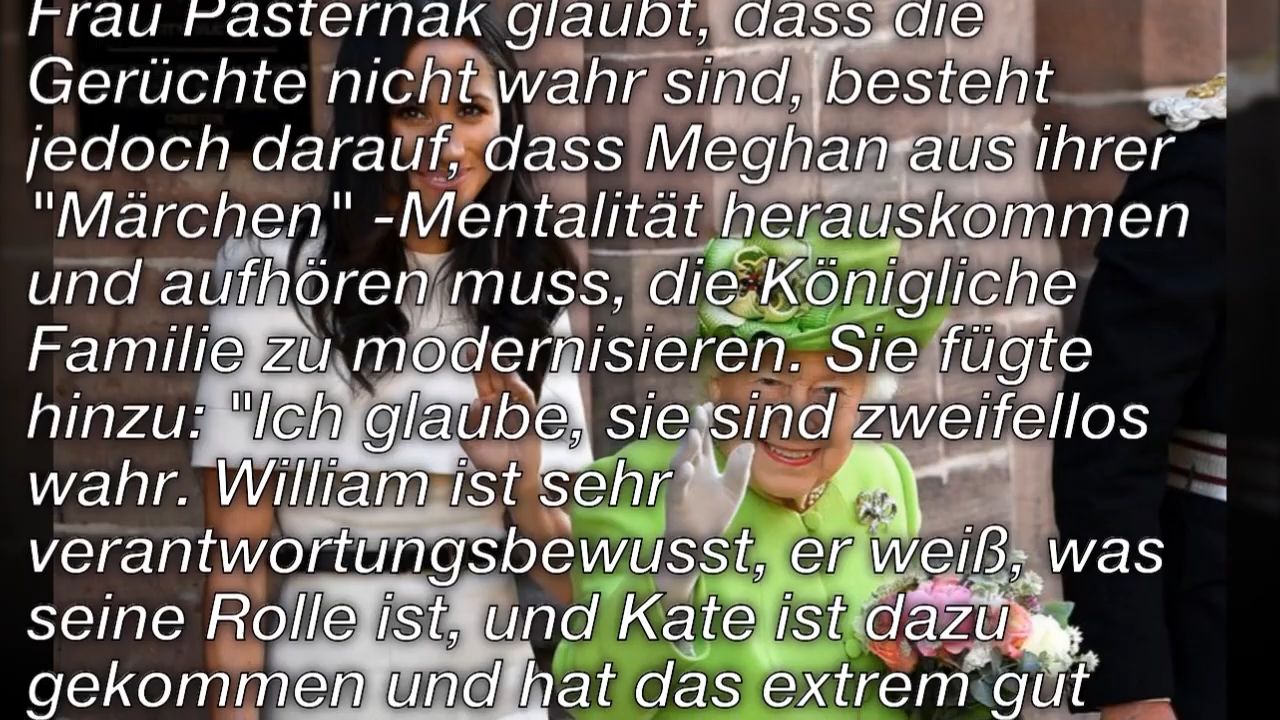 Frau Pasternak glaubt, dass die
Gerüchte nicht wahr sind, besteht
jedoch darauf, dass Meghan aus ihrer
"Märchen" -Mentalität herauskommen
und aufhören muss, die Königliche
Familie zu modernisieren. Sie fügte
hinzu: "Ich glaube, sie sind zweifellos
wahr. William ist sehr
verantwortungsbewusst, er weiß, was
seine Rolle ist, und Kate ist dazu
gekommen und hat das extrem gut